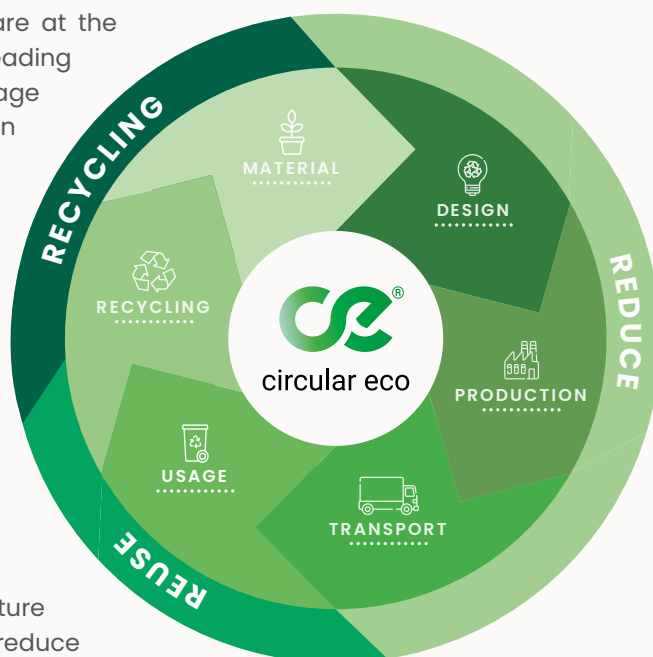 are at the
eading
age
n
RECYCLING
MATERIAL
DESIGN
REDUCE
RECYCLING
ce®
circular eco
PRODUCTION
USAGE
TRANSPORT
REUSE
ture
reduce